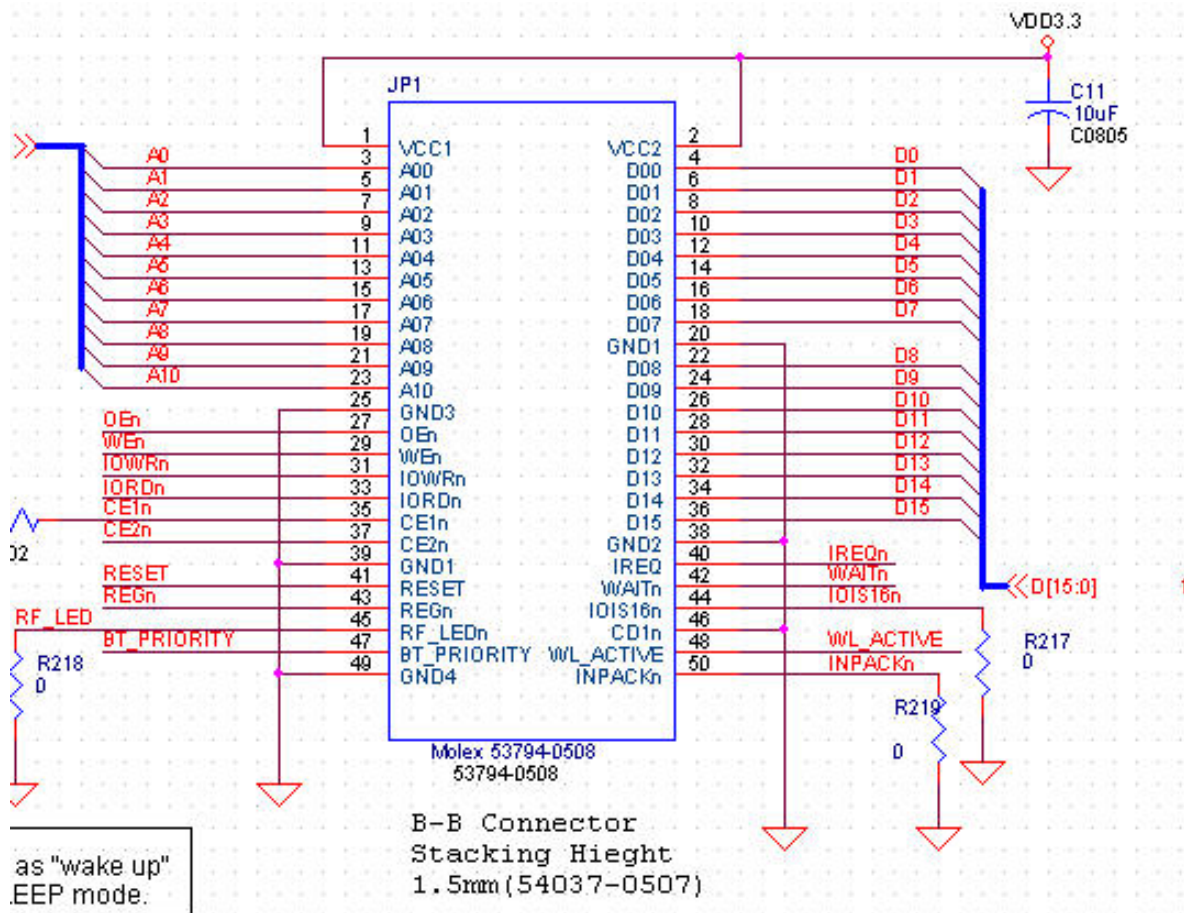 VDD3.3
C11
10uF
C0805
JP1
1 VCC1 VCC2 2
A0 3 A00 D00 4 D0
A1 5 A01 D01 6 D1
A2 7 A02 D02 8 D2
A3 9 A03 D03 10 D3
A4 11 A04 D04 12 D4
A5 13 A05 D05 14 D5
A6 15 A06 D06 16 D6
A7 17 A07 D07 18 D7
A8 19 A08 GND1 20
A9 21 A09 D08 22 D8
A10 23 A10 D09 24 D9
25 GND3 D10 26 D10
OEn 27 OEn D11 28 D11
WEn 29 WEn D12 30 D12
IOWRn 31 IOWRn D13 32 D13
IORDn 33 IORDn D14 34 D14
CE1n 35 CE1n D15 36 D15
CE2n 37 CE2n GND2 38
02
39 GND1 IREQ 40 IREQn
RESET 41 RESET WAITn 42 WAITn
REGn 43 REGn IOIS16n 44 IOIS16n
D[15:0]
RF_LED 45 RF_LEDn CD1n 46
BT_PRIORITY 47 BT_PRIORITY WL_ACTIVE 48 WL_ACTIVE
49 GND4 INPACKn 50 INPACKn
R218
0
R217
0
R219
0
Molex 53794-0508
53794-0508
B-B Connector
Stacking Hieght
1.5mm(54037-0507)
as "wake up"
EEP mode.